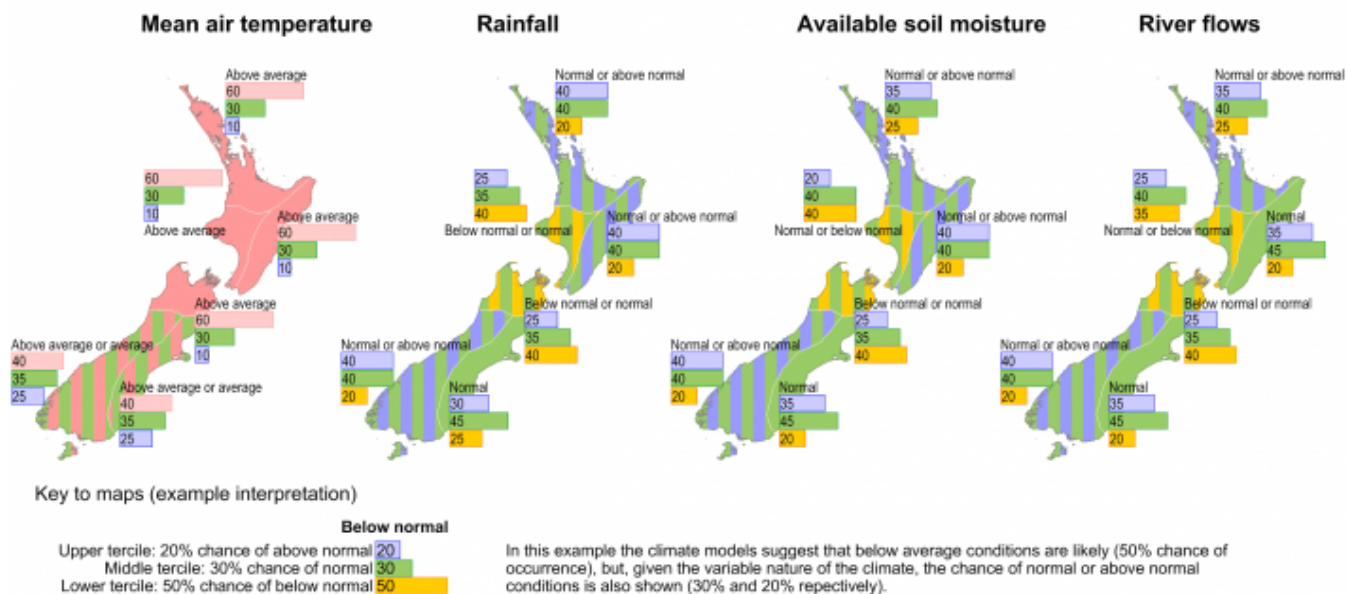 Mean air temperature
Above average
60
30
10
60
30
10
Above average
Above average
60
30
10
Above average
60
30
10
Above average or average
40
35
25
Above average or average
40
35
25
Rainfall
Normal or above normal
40
40
20
25
35
40
Below normal or normal
Normal or above normal
40
40
20
Below normal or normal
25
35
40
Normal or above normal
40
40
20
Normal
30
45
25
Available soil moisture
Normal or above normal
35
40
25
20
40
40
Normal or below normal
Normal or above normal
40
40
20
Below normal or normal
25
35
40
Normal or above normal
40
40
20
Normal
35
45
20
River flows
Normal or above normal
35
40
25
25
40
35
Normal or below normal
Normal
35
45
20
Below normal or normal
25
35
40
Normal or above normal
40
40
20
Normal
35
45
20
Key to maps (example interpretation)
Below normal
Upper tercile: 20% chance of above normal 20
Middle tercile: 30% chance of normal 30
Lower tercile: 50% chance of below normal 50
In this example the climate models suggest that below average conditions are likely (50% chance of
occurrence), but, given the variable nature of the climate, the chance of normal or above normal
conditions is also shown (30% and 20% repectively).